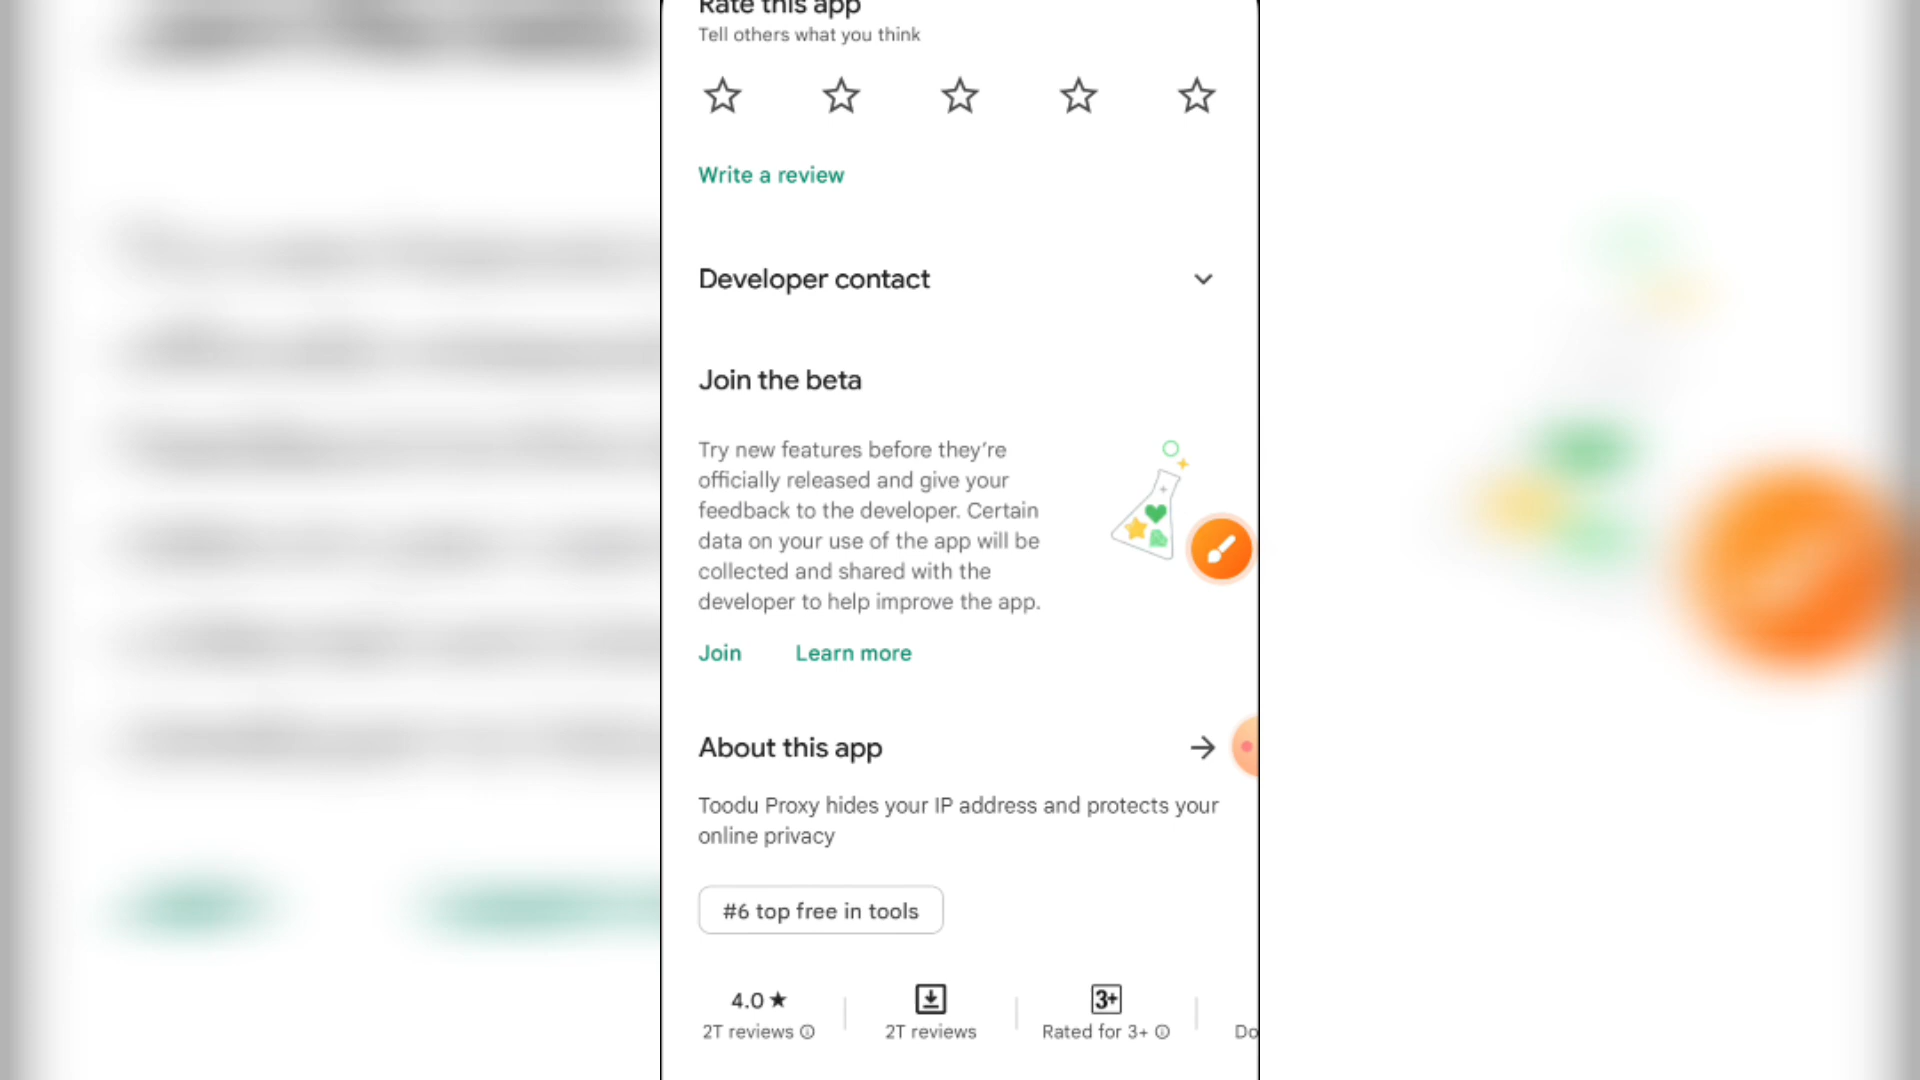 Rate this app
Tell others what you think
Write a review
Developer contact
Join the beta
Try new features before they're
officially released and give your
feedback to the developer. Certain
data on your use of the app will be
collected and shared with the
developer to help improve the app.
Join Learn more
About this app
Toodu Proxy hides your IP address and protects your
online privacy
#6 top free in tools
4.0 ★ 3+
2T reviews 2T reviews Rated for 3+ Do